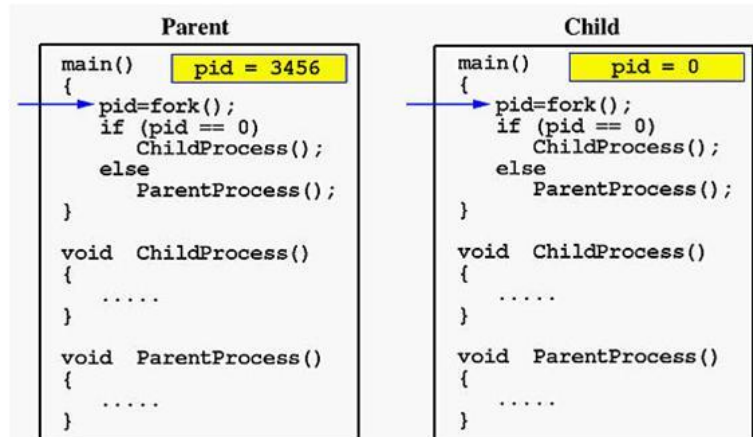 Parent
main()
pid = 3456
{
pid=fork();
if (pid == 0)
ChildProcess();
else
ParentProcess();
}
void ChildProcess()
{
.....
}
void ParentProcess()
{
.....
}
Child
main()
pid = 0
{
pid=fork();
if (pid == 0)
ChildProcess();
else
ParentProcess();
}
void ChildProcess()
{
.....
}
void ParentProcess()
{
.....
}